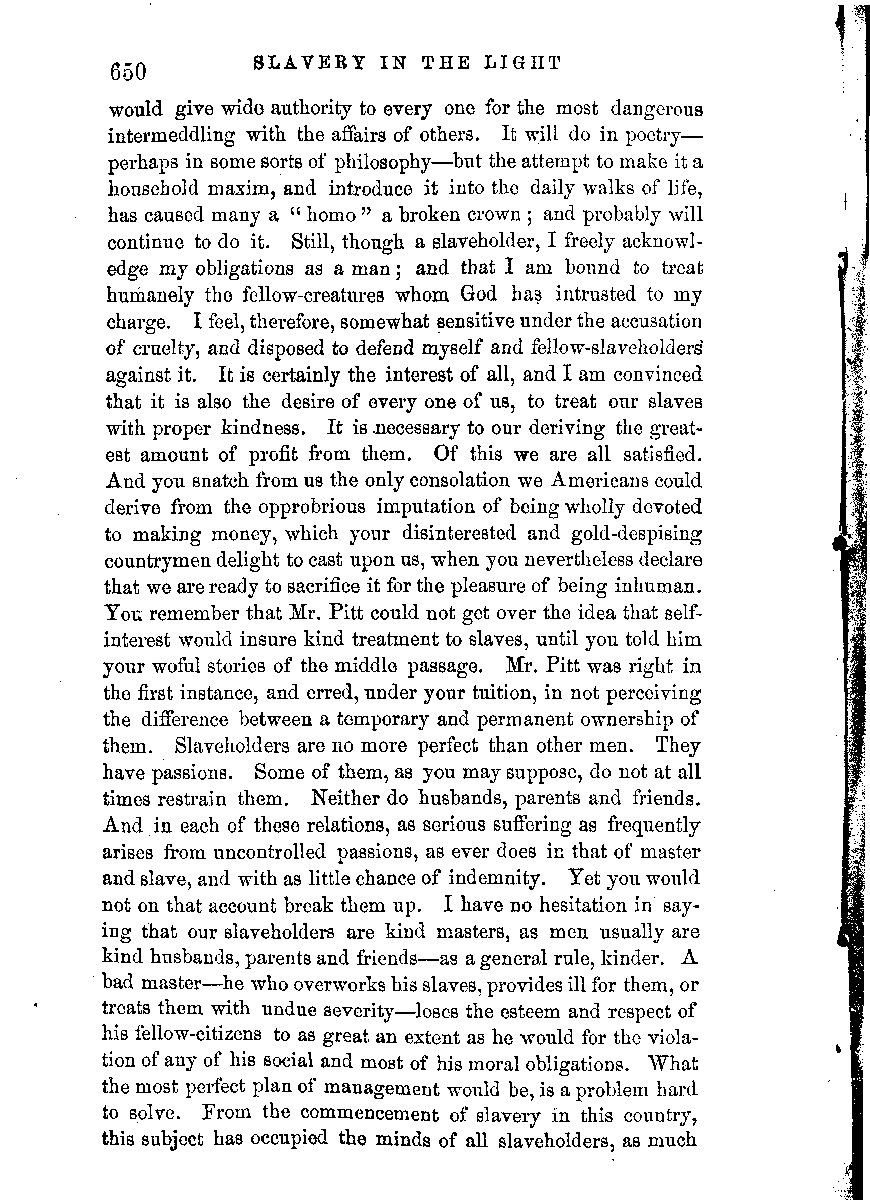 650
SLAVERY IN THE LIGHT
would give wide authority to every one for the most dangerous
intermeddling with the affairs of others. It will do in poetry—
perhaps in some sorts of philosophy—but the attempt to make it a
household maxim, and introduce it into the daily walks of life,
has caused many a “ homo ” a broken crown ; and probably will
continue to do it. Still, though a slaveholder, I freely acknowl-
edge my obligations as a man ; and that I am bound to treat
humanely the fellow-creatures whom God has intrusted to my
charge. I feel, therefore, somewhat sensitive under the accusation
of cruelty, and disposed to defend myself and fellow-slaveholders
against it. It is certainly the interest of all, and I am convinced
that it is also the desire of every one of us, to treat our slaves
with proper kindness. It is necessary to our deriving the great-
est amount of profit from them. Of this we are all satisfied.
And you snatch from us the only consolation we Americans could
derive from the opprobrious imputation of being wholly devoted
to making money, which your disinterested and gold-despising
countrymen delight to cast upon us, when you nevertheless declare
that we are ready to sacrifice it for the pleasure of being inhuman.
You remember that Mr. Pitt could not get over the idea that self-
interest would insure kind treatment to slaves, until you told him
your woful stories of the middle passage. Mr. Pitt was right in
the first instance, and erred, under your tuition, in not perceiving
the difference between a temporary and permanent ownership of
them. Slaveholders are no more perfect than other men. They
have passions. Some of them, as you may suppose, do not at all
times restrain them. Neither do husbands, parents and friends.
And in each of these relations, as serious suffering as frequently
arises from uncontrolled passions, as ever does in that of master
and slave, and with as little chance of indemnity. Yet you would
not on that account break them up. I have no hesitation in say-
ing that our slaveholders are kind masters, as men usually are
kind husbands, parents and friends—as a general rule, kinder. A
bad master—he who overworks his slaves, provides ill for them, or
treats them with undue severity—loses the esteem and respect of
his fellow-citizens to as great an extent as he would for the viola-
tion of any of his social and most of his moral obligations. What
the most perfect plan of management would be, is a problem hard
to solve. From the commencement of slavery in this country,
this subject has occupied the minds of all slaveholders, as much